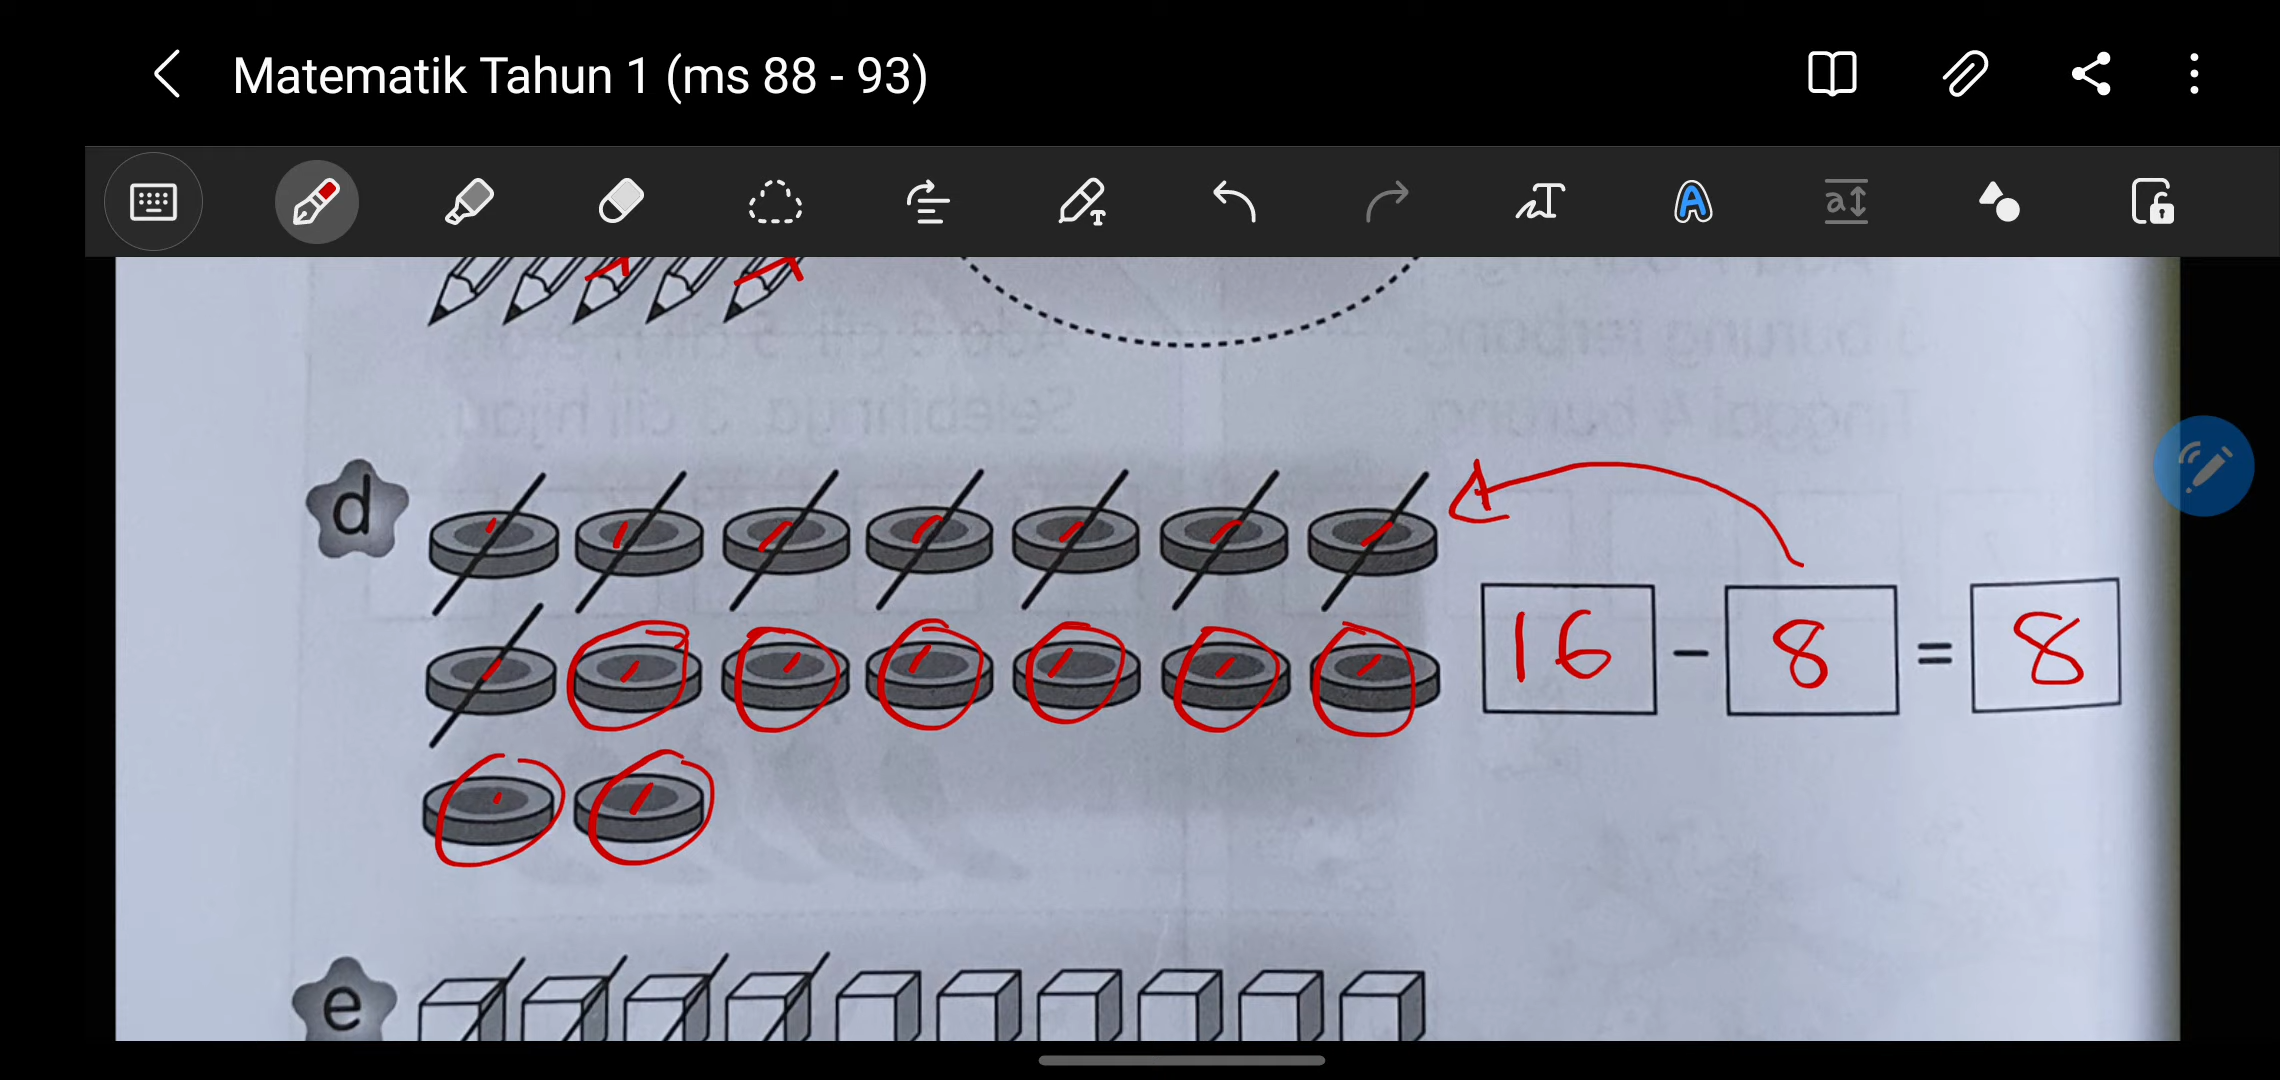 Matematik Tahun 1 (ms 88 - 93)
d
16 - 8 = 8
e